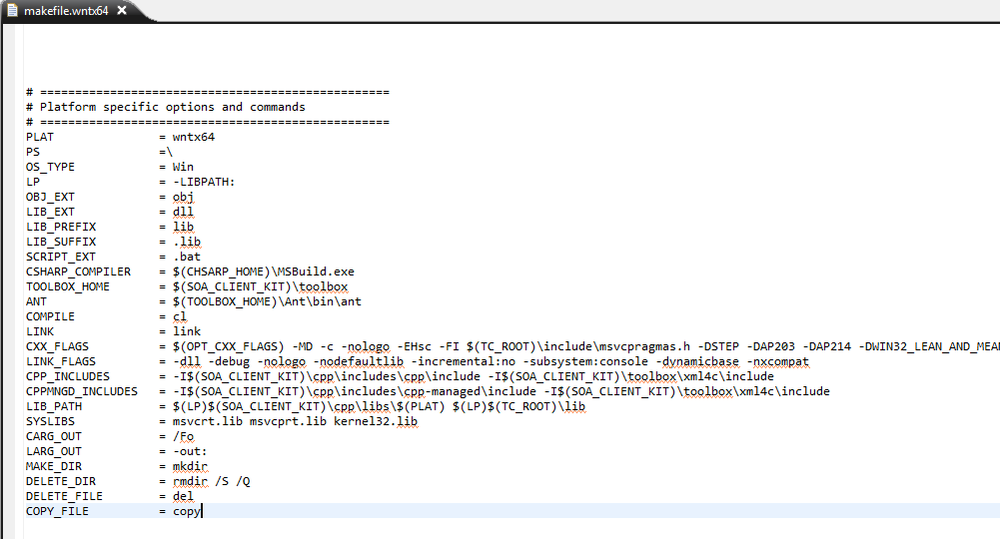 makefile.wntx64
# ==================================================
# Platform specific options and commands
# ==================================================
PLAT = wntx64
PS =\
OS_TYPE = Win
LP = -LIBPATH:
OBJ_EXT = obj
LIB_EXT = dll
LIB_PREFIX = lib
LIB_SUFFIX = .lib
SCRIPT_EXT = .bat
CSHARP_COMPILER = $(CHSARP_HOME)\MSBuild.exe
TOOLBOX_HOME = $(SOA_CLIENT_KIT)\toolbox
ANT = $(TOOLBOX_HOME)\Ant\bin\ant
COMPILE = cl
LINK = link
CXX_FLAGS = $(OPT_CXX_FLAGS) -MD -c -nologo -EHsc -FI $(TC_ROOT)\include\msvcpragmas.h -DSTEP -DAP203 -DAP214 -DWIN32_LEAN_AND_MEAN
LINK_FLAGS = -dll -debug -nologo -nodefaultlib -incremental:no -subsystem:console -dynamicbase -nxcompat
CPP_INCLUDES = -I$(SOA_CLIENT_KIT)\cpp\includes\cpp\include -I$(SOA_CLIENT_KIT)\toolbox\xml4c\include
CPPMNGD_INCLUDES = -I$(SOA_CLIENT_KIT)\cpp\includes\cpp-managed\include -I$(SOA_CLIENT_KIT)\toolbox\xml4c\include
LIB_PATH = $(LP)$(SOA_CLIENT_KIT)\cpp\libs\$(PLAT) $(LP)$(TC_ROOT)\lib
SYSLIBS = msvcrt.lib msvcprt.lib kernel32.lib
CARG_OUT = /Fo
LARG_OUT = -out:
MAKE_DIR = mkdir
DELETE_DIR = rmdir /S /Q
DELETE_FILE = del
COPY_FILE = copy